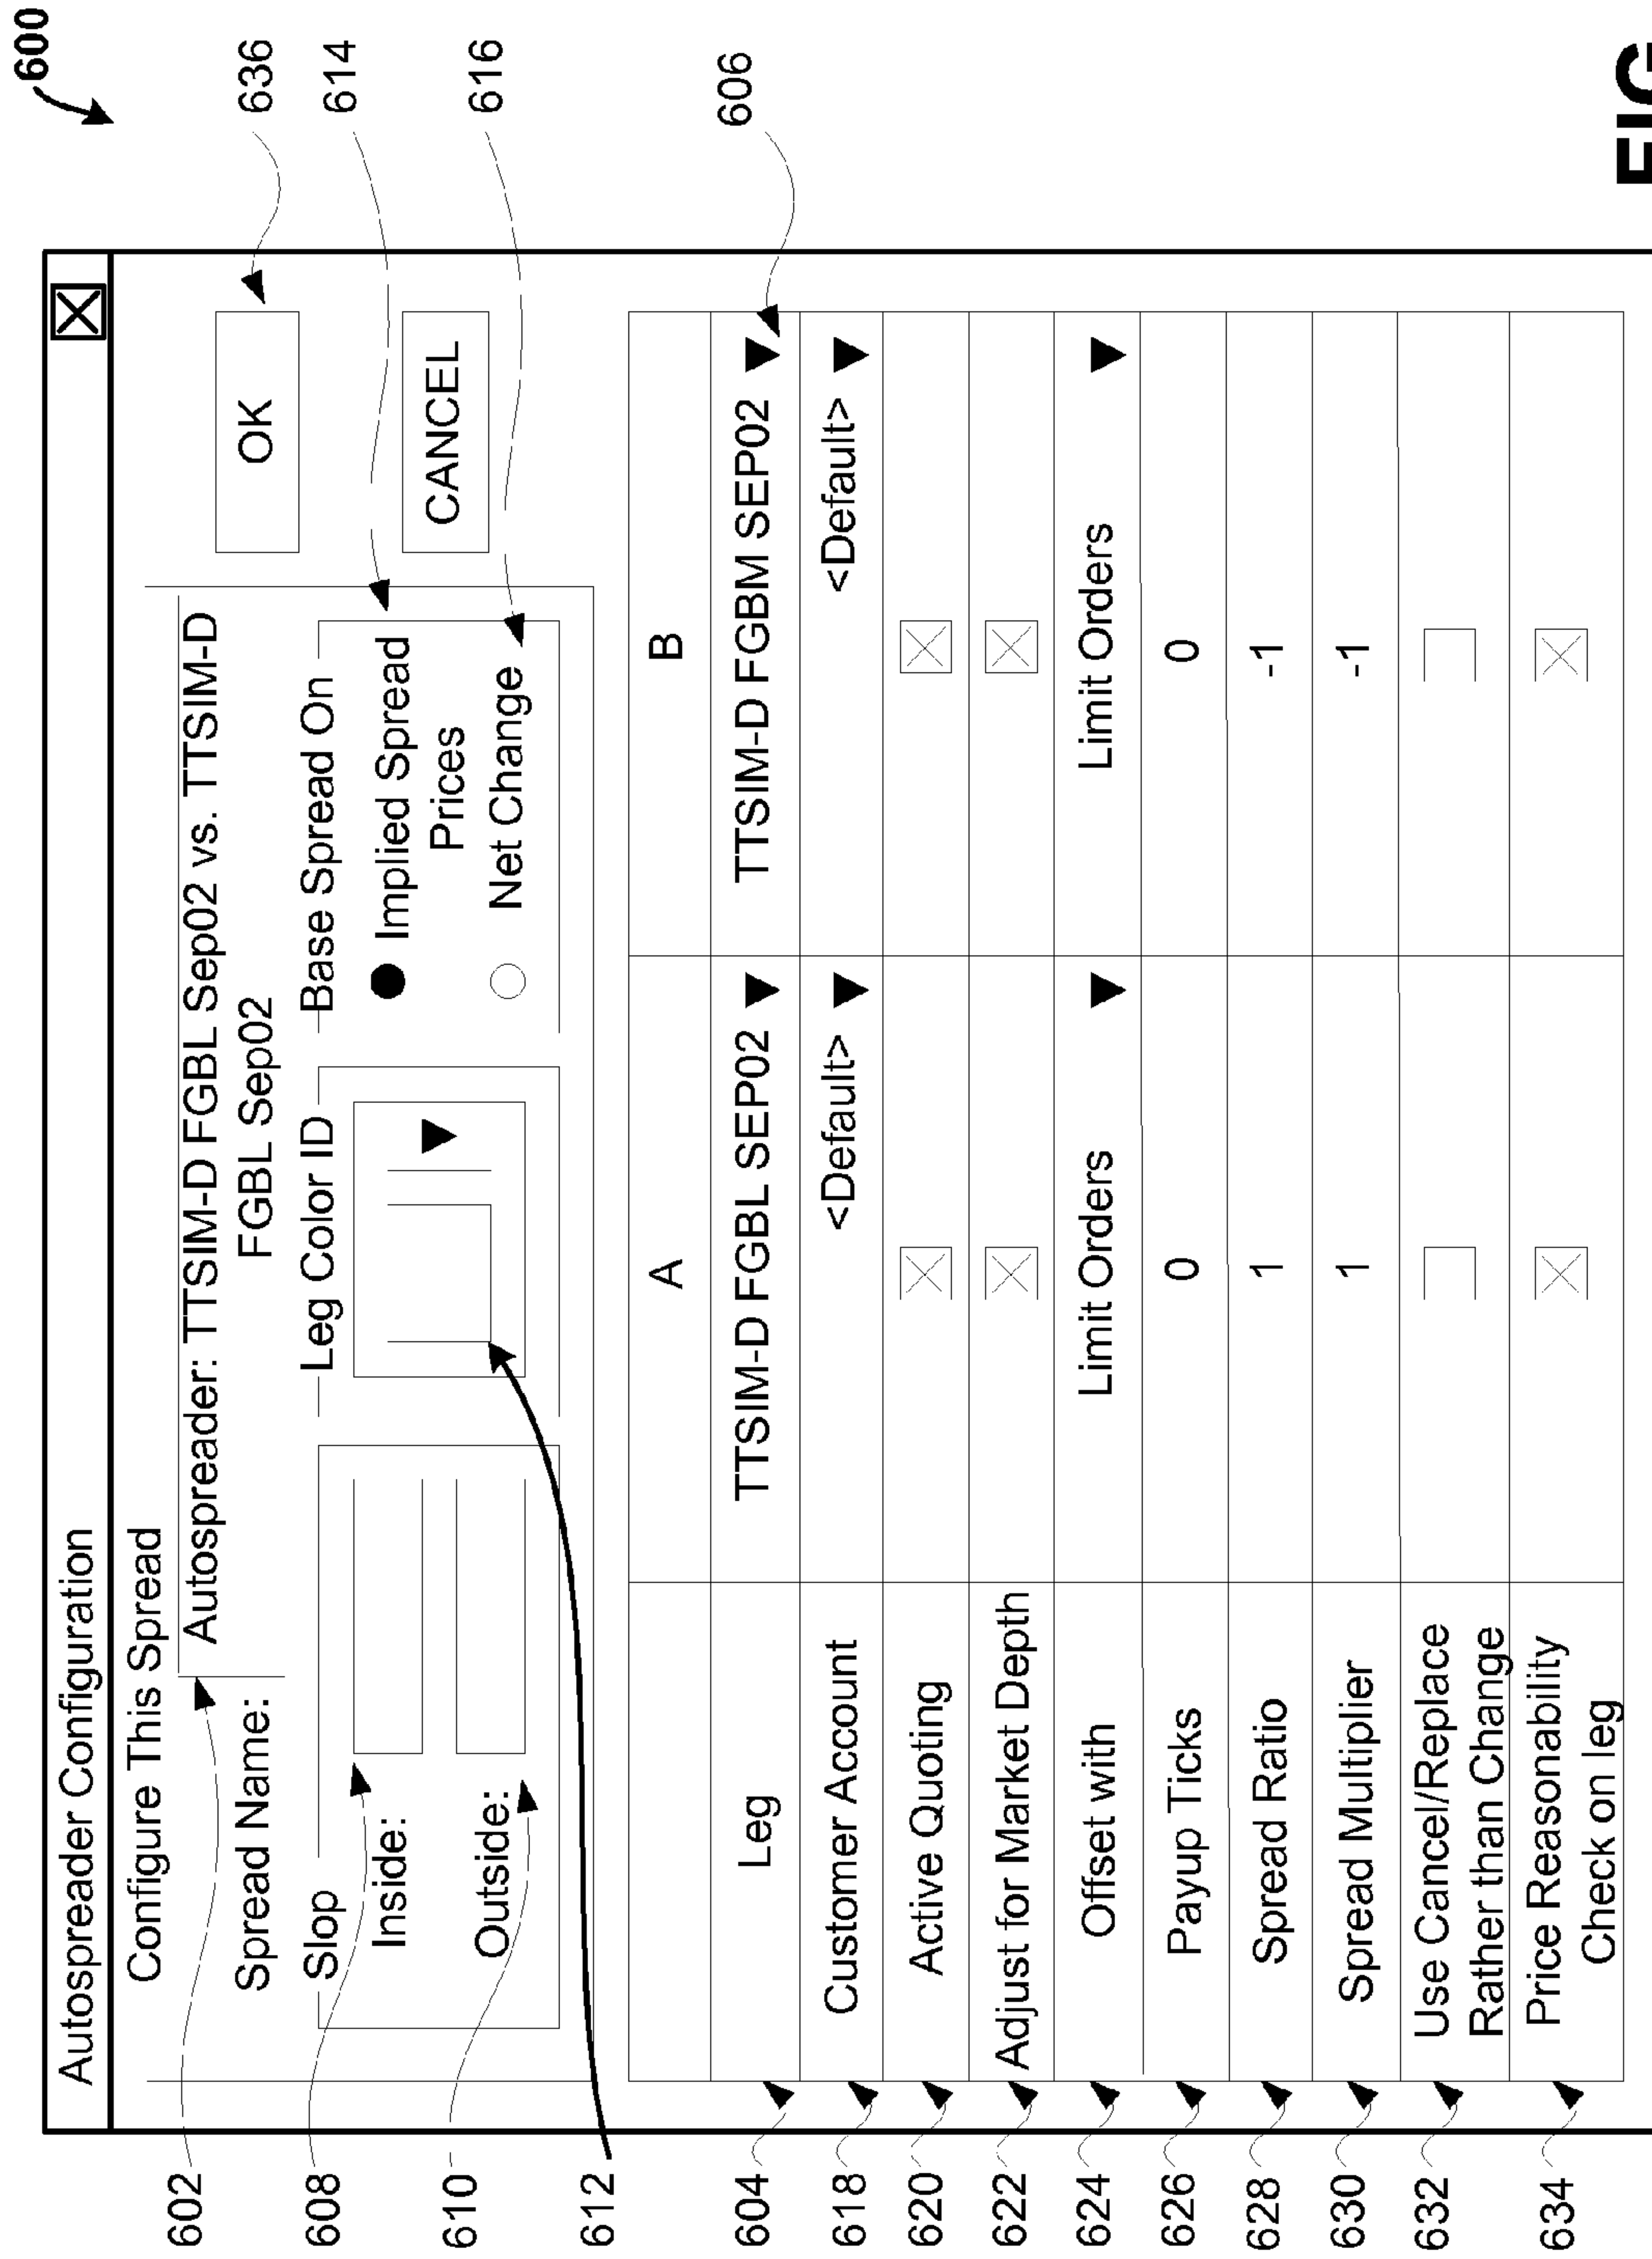 600
Autospreader Configuration
Configure This Spread
602
Spread Name:
Autospreader: TTSIM-D FGBL Sep02 vs. TTSIM-D
FGBL Sep02
OK
636
608
Slop
Leg Color ID
Base Spread On
614
Inside:
Implied Spread
Prices
CANCEL
610
Outside:
Net Change
616
612
A
B
604
Leg
TTSIM-D FGBL SEP02
TTSIM-D FGBM SEP02
606
618
Customer Account
<Default>
<Default>
620
Active Quoting
622
Adjust for Market Depth
624
Offset with
Limit Orders
Limit Orders
626
Payup Ticks
0
0
628
Spread Ratio
1
-1
630
Spread Multiplier
1
-1
632
Use Cancel/Replace
Rather than Change
634
Price Reasonability
Check on leg